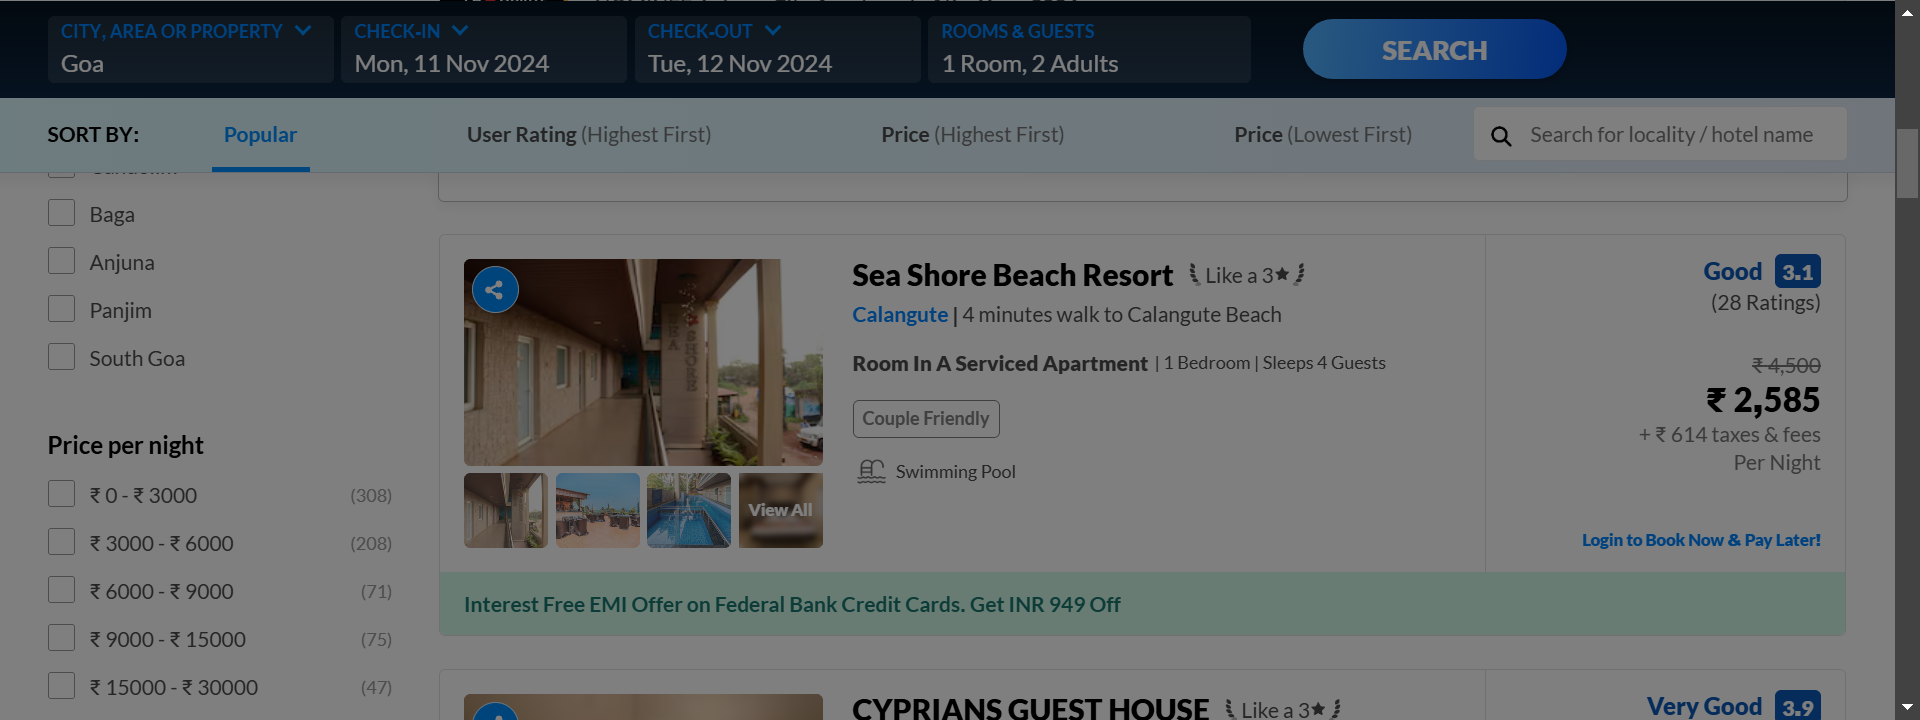 CITY, AREA OR PROPERTY
Goa
CHECK-IN
Mon, 11 Nov 2024
CHECK-OUT
Tue, 12 Nov 2024
ROOMS & GUESTS
1 Room, 2 Adults
SEARCH
SORT BY:
Popular
User Rating (Highest First)
Price (Highest First)
Price (Lowest First)
Search for locality / hotel name
Baga
Anjuna
Panjim
South Goa
Price per night
₹ 0 - ₹ 3000 (308)
₹ 3000 - ₹ 6000 (208)
₹ 6000 - ₹ 9000 (71)
₹ 9000 - ₹ 15000 (75)
₹ 15000 - ₹ 30000 (47)
SEA SHORE
View All
Sea Shore Beach Resort Like a 3★
Calangute | 4 minutes walk to Calangute Beach
Room In A Serviced Apartment | 1 Bedroom | Sleeps 4 Guests
Couple Friendly
Swimming Pool
Good 3.1
(28 Ratings)
₹ 4,500
₹ 2,585
+ ₹ 614 taxes & fees
Per Night
Login to Book Now & Pay Later!
Interest Free EMI Offer on Federal Bank Credit Cards. Get INR 949 Off
CYPRIANS GUEST HOUSE Like a 3★
Very Good 3.9